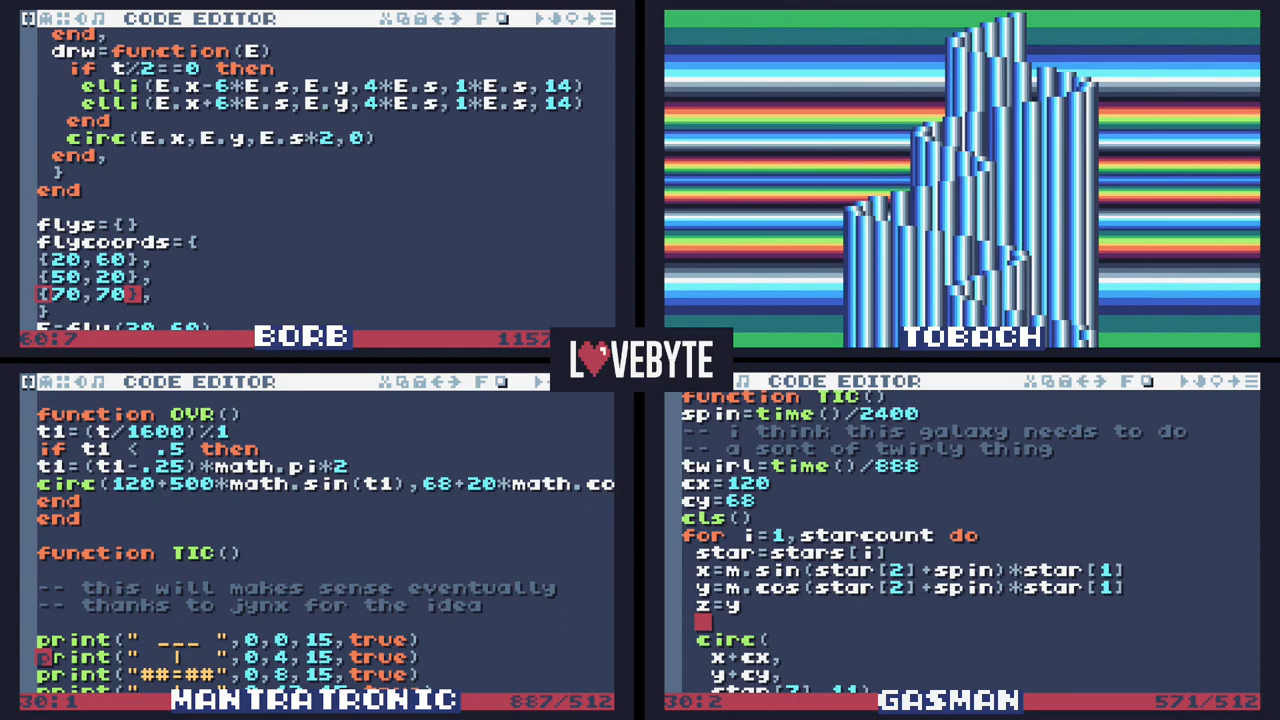 CODE EDITOR F
end,
drw=function(E)
if t%2==0 then
elli(E.x-6*E.s,E.y,4*E.s,1*E.s,14)
elli(E.x+6*E.s,E.y,4*E.s,1*E.s,14)
end
circ(E.x,E.y,E.s*2,0)
end,
}
end
flys={}
flycoords={
{20,60},
{50,20},
{70,70},
}
60:7 BORB 1157
TOBACH
LOVEBYTE
CODE EDITOR F
function OVR()
t1=(t/1600)%1
if t1 < .5 then
t1=(t1-.25)*math.pi*2
circ(120+500*math.sin(t1),68+20*math.co
end
end
function TIC()
-- this will makes sense eventually
-- thanks to jynx for the idea
print(" ___ ",0,0,15,true)
print("  |  ",0,4,15,true)
print("##=##",0,8,15,true)
30:1 MANTRATRONIC 887/512
CODE EDITOR F
function TIC()
spin=time()/2400
-- i think this galaxy needs to do
-- a sort of twirly thing
twirl=time()/888
cx=120
cy=68
cls()
for i=1,starcount do
star=stars[i]
x=m.sin(star[2]+spin)*star[1]
y=m.cos(star[2]+spin)*star[1]
z=y
circ(
x+cx,
y+cy,
30:2 GASMAN 571/512